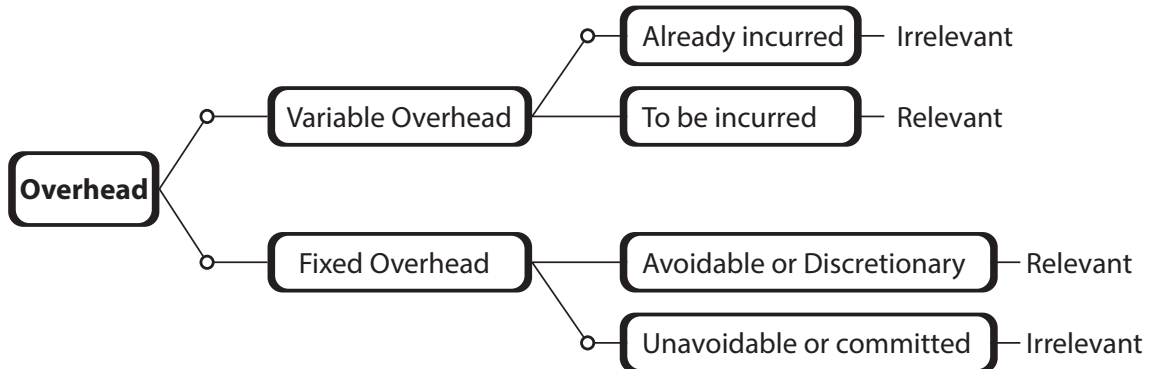 Already incurred Irrelevant
Variable Overhead To be incurred Relevant
Overhead
Fixed Overhead Avoidable or Discretionary Relevant
Unavoidable or committed Irrelevant